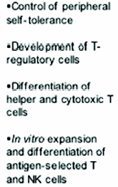 •Control of peripheral
self-tolerance
•Development of T-
regulatory cells
•Differentiation of
helper and cytotoxic T
cells
•In vitro expansion
and differentiation of
antigen-selected T
and NK cells